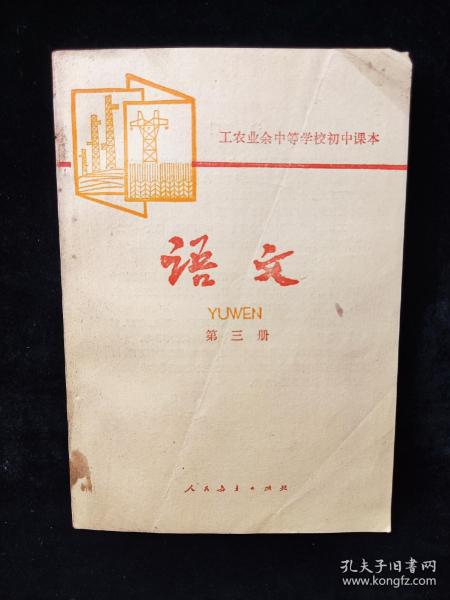 工农业余中等学校初中课本
语文
YUWEN
第三册
人民教育出版社
孔夫子旧书网
www.kongfz.com